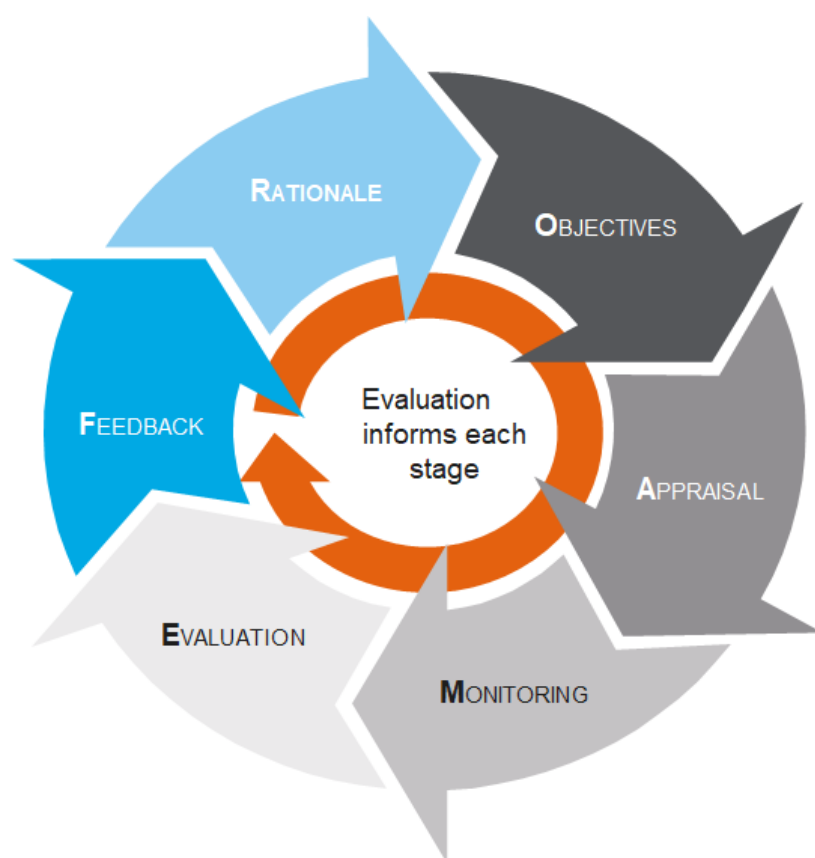 RATIONALE
OBJECTIVES
APPRAISAL
MONITORING
EVALUATION
FEEDBACK
Evaluation
informs each
stage